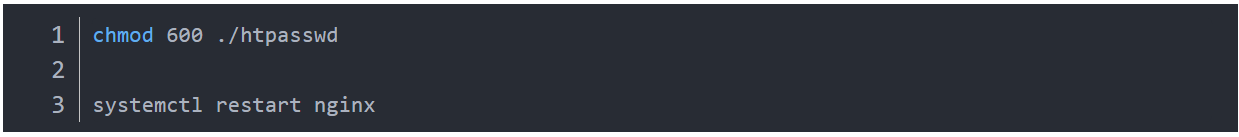 1 chmod 600 ./htpasswd
2
3 systemctl restart nginx